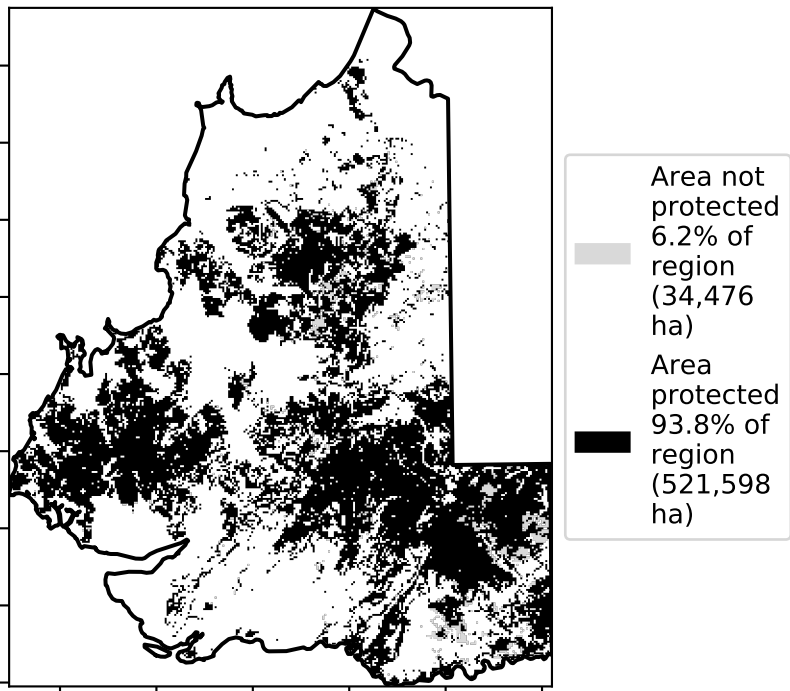 Area not
protected
6.2% of
region
(34,476
ha)
Area
protected
93.8% of
region
(521,598
ha)